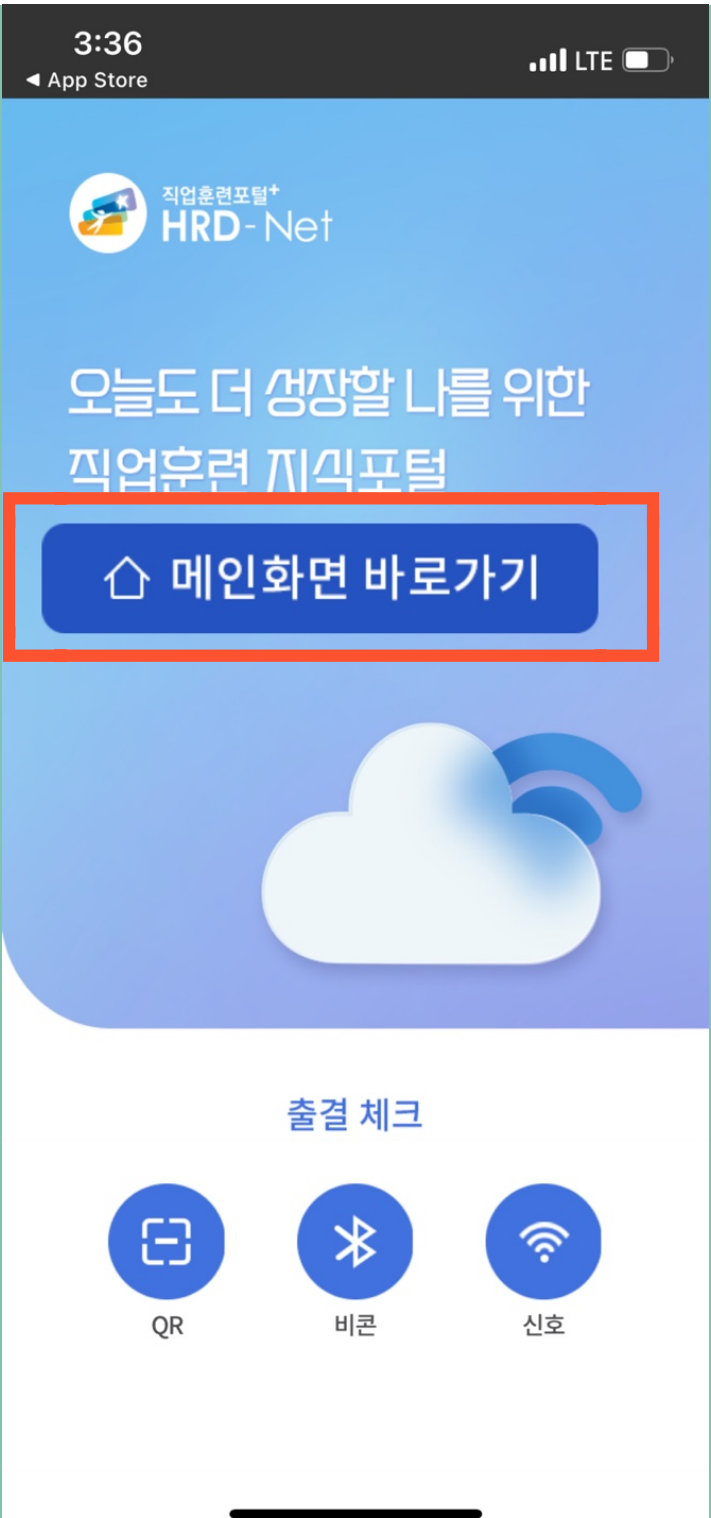 3:36
LTE
◀ App Store
직업훈련포털+
HRD-Net
오늘도 더 성장할 나를 위한
직업훈련 지식포털
메인화면 바로가기
출결 체크
QR
비콘
신호